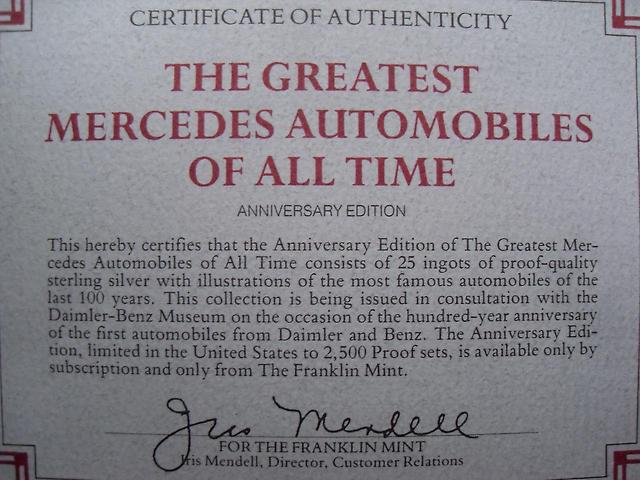 CERTIFICATE OF AUTHENTICITY
THE GREATEST
MERCEDES AUTOMOBILES
OF ALL TIME
ANNIVERSARY EDITION
This hereby certifies that the Anniversary Edition of The Greatest Mer-
cedes Automobiles of All Time consists of 25 ingots of proof-quality
sterling silver with illustrations of the most famous automobiles of the
last 100 years. This collection is being issued in consultation with the
Daimler-Benz Museum on the occasion of the hundred-year anniversary
of the first automobiles from Daimler and Benz. The Anniversary Edi-
tion, limited in the United States to 2,500 Proof sets, is available only by
subscription and only from The Franklin Mint.
Iris Mendell
FOR THE FRANKLIN MINT
Iris Mendell, Director, Customer Relations